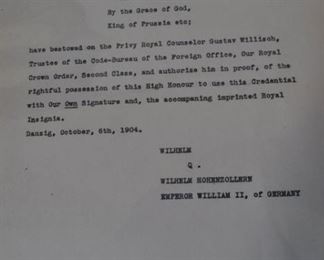 By the Grace of God,
King of Prussia etc;
have bestowed on the Privy Royal Counselor Gustav Willisch,
Trustee of the Code-Bureau of the Foreign Office, Our Royal
Crown Order, Second Class, and authorize him in proof, of the
rightful possession of this High Honour to use this Credential
with Our Own Signature and, the accompaning imprinted Royal
Insignia.
Danzig, October, 6th, 1904.
WILHELM
Q.
WILHELM HOHENZOLLERN
EMPEROR WILLIAM II, of GERMANY